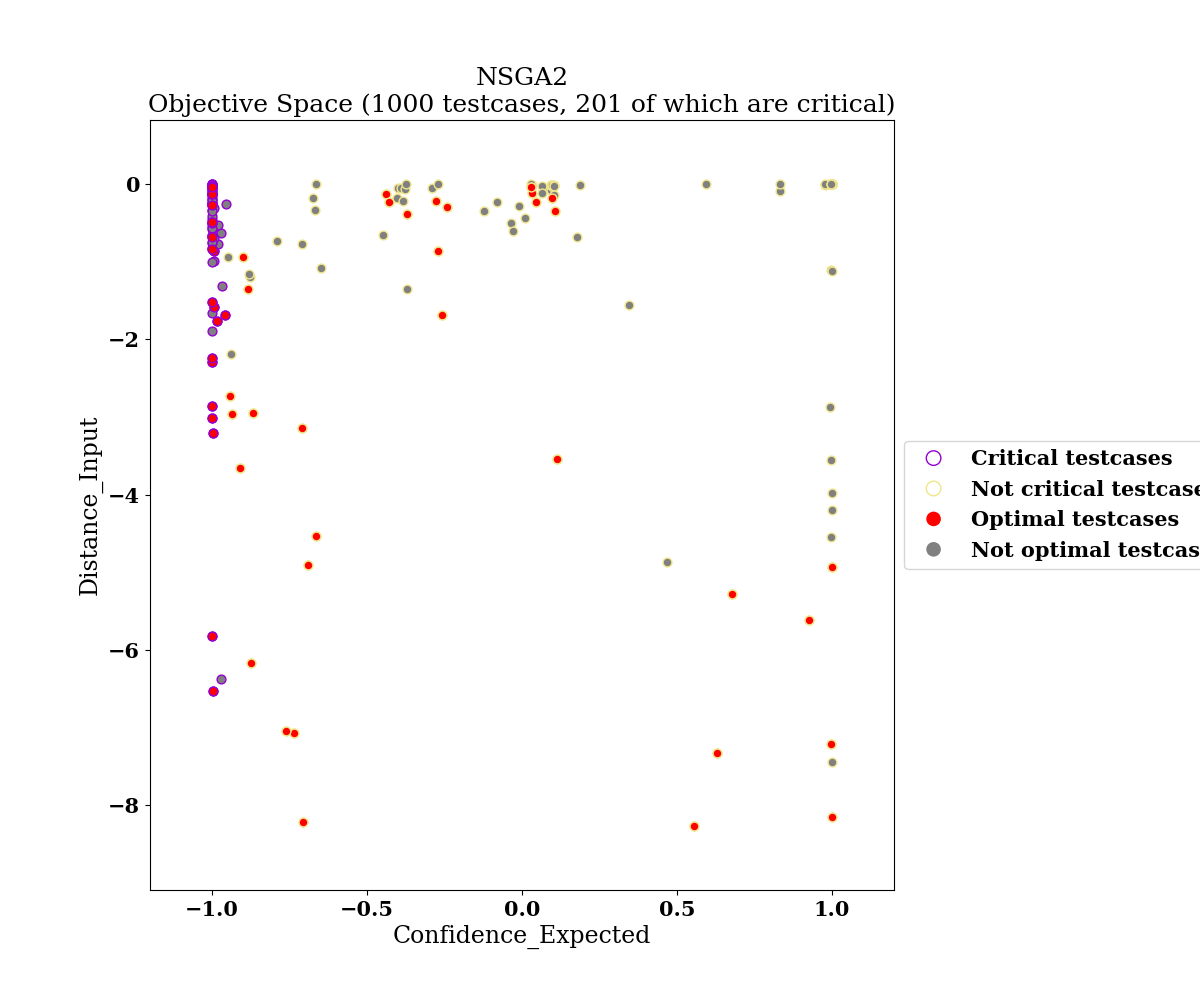 NSGA2
Objective Space (1000 testcases, 201 of which are critical)
0
−2
−4
−6
−8
Distance_Input
−1.0
−0.5
0.0
0.5
1.0
Confidence_Expected
Critical testcases
Not critical testcase
Optimal testcases
Not optimal testcas